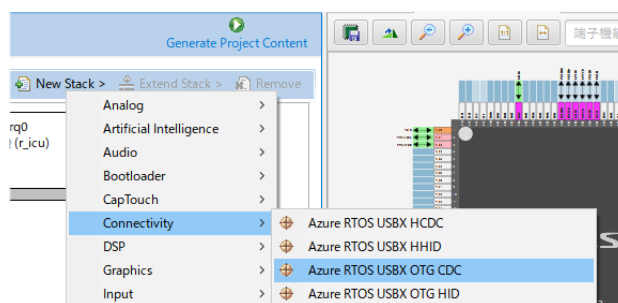 Generate Project Content
New Stack >
Extend Stack >
Remove
端子機能
rq0
(r_icu)
Analog
Artificial Intelligence
Audio
Bootloader
CapTouch
Connectivity
DSP
Graphics
Input
Azure RTOS USBX HCDC
Azure RTOS USBX HHID
Azure RTOS USBX OTG CDC
Azure RTOS USBX OTG HID